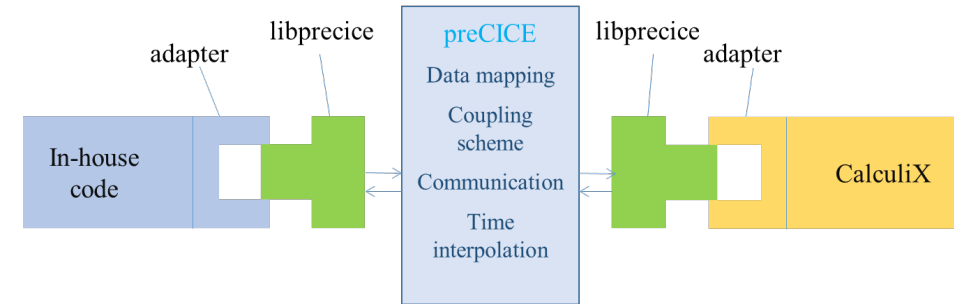 libprecice
adapter
In-house
code
preCICE
Data mapping
Coupling
scheme
Communication
Time
interpolation
libprecice
adapter
CalculiX